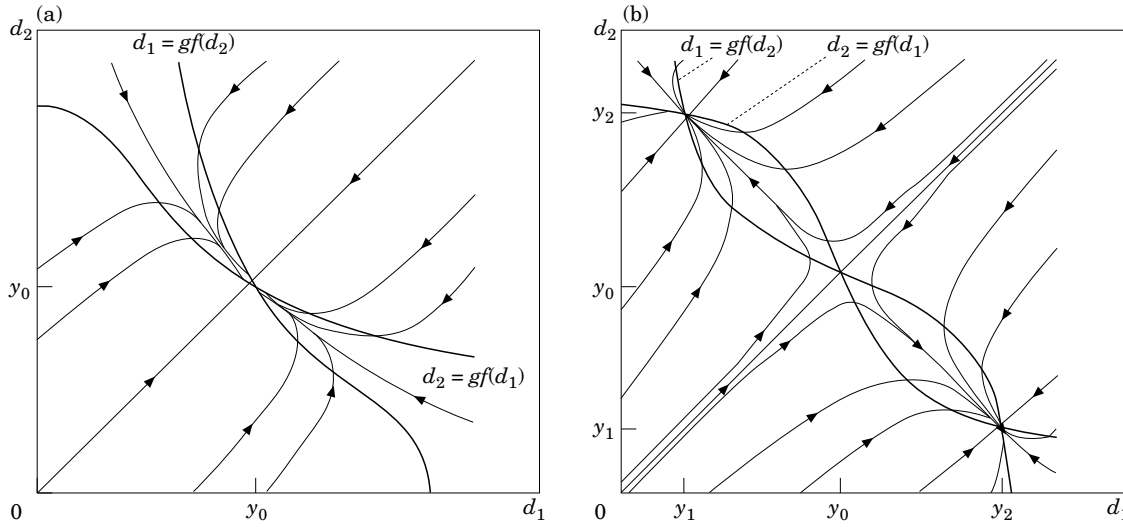 (a)
d₂
d₁ = gf(d₂)
y₀
d₂ = gf(d₁)
0
y₀
d₁
(b)
d₂
d₁ = gf(d₂)
d₂ = gf(d₁)
y₂
y₀
y₁
0
y₁
y₀
y₂
d₁